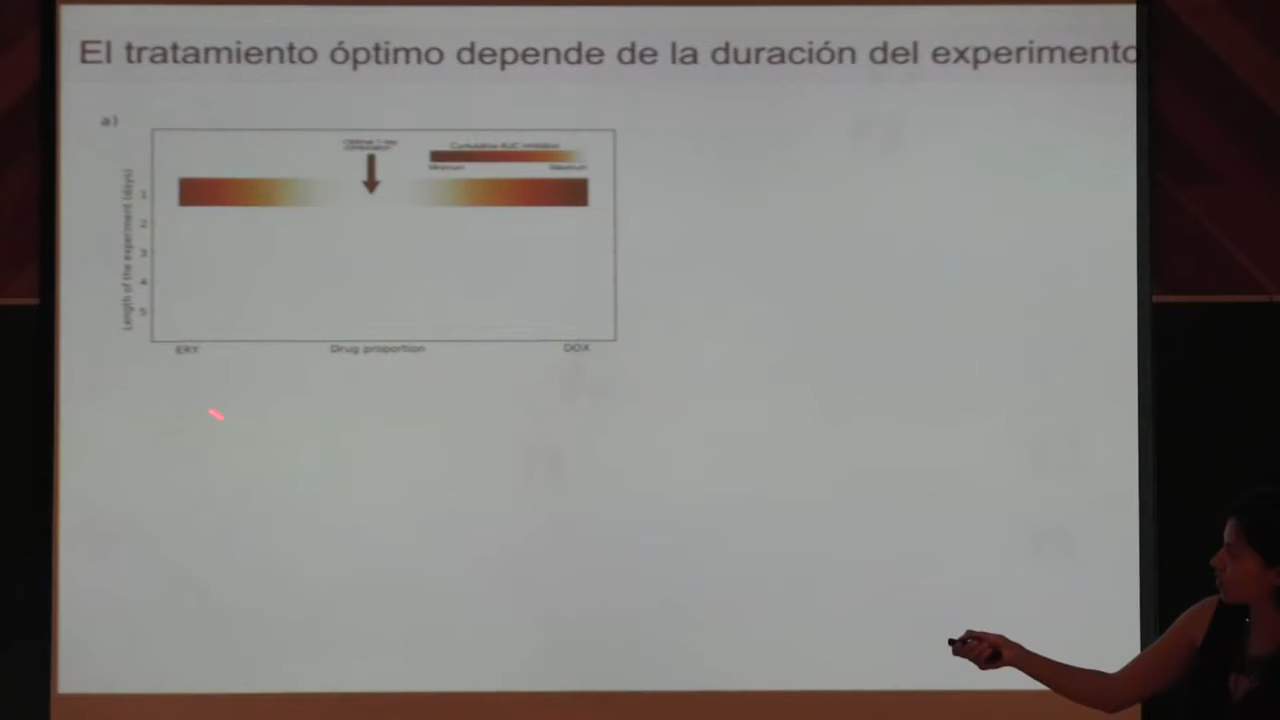 El tratamiento óptimo depende de la duración del experimento
a)
Optimal 1-day
combination
Cumulative AUC inhibition
Minimum
Maximum
Length of the experiment (days)
1
2
3
4
5
ERY
Drug proportion
DOX